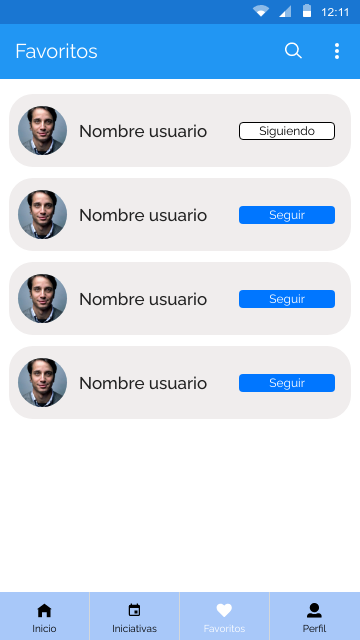 12:11
Favoritos
Nombre usuario
Siguiendo
Nombre usuario
Seguir
Nombre usuario
Seguir
Nombre usuario
Seguir
Inicio
Iniciativas
Favoritos
Perfil